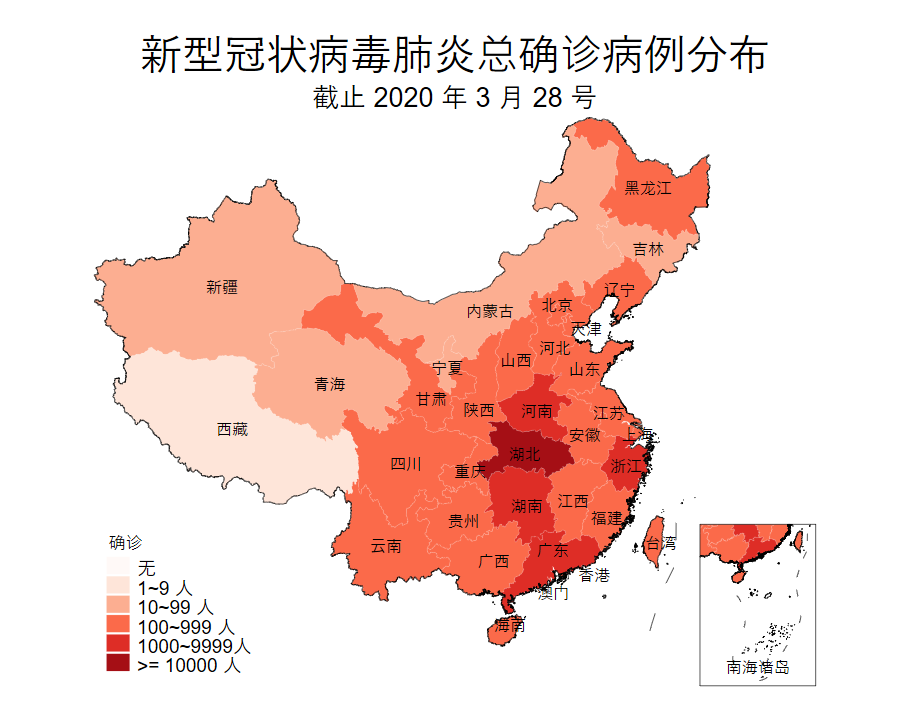 新型冠状病毒肺炎总确诊病例分布
截止 2020 年 3 月 28 号
黑龙江
吉林
新疆
辽宁
北京
内蒙古
天津
河北
山西
宁夏
山东
青海
甘肃
陕西
河南
江苏
西藏
安徽
上海
湖北
四川
重庆
浙江
湖南
江西
贵州
福建
云南
广西
广东
台湾
香港
澳门
海南
确诊
无
1~9 人
10~99 人
100~999 人
1000~9999人
>= 10000 人
南海诸岛